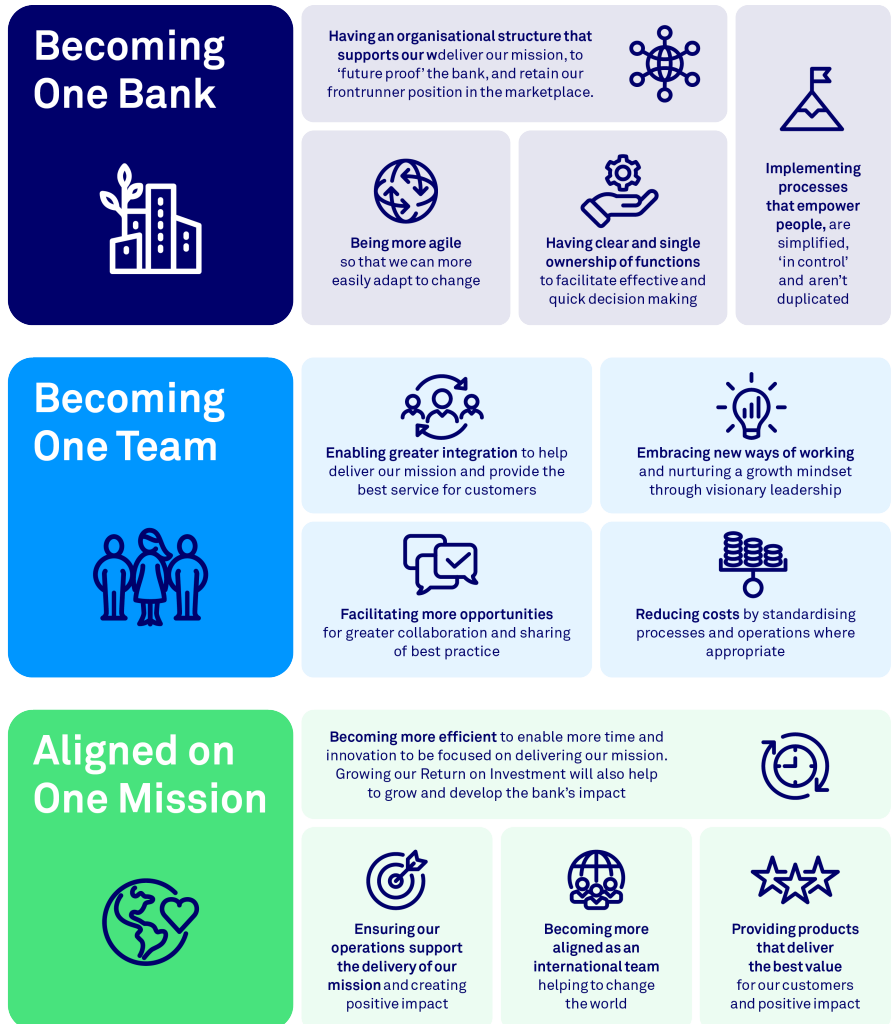 Becoming
One Bank
Having an organisational structure that
supports our wdeliver our mission, to
‘future proof’ the bank, and retain our
frontrunner position in the marketplace.
Being more agile
so that we can more
easily adapt to change
Having clear and single
ownership of functions
to facilitate effective and
quick decision making
Implementing
processes
that empower
people, are
simplified,
‘in control’
and aren’t
duplicated
Becoming
One Team
Enabling greater integration to help
deliver our mission and provide the
best service for customers
Embracing new ways of working
and nurturing a growth mindset
through visionary leadership
Facilitating more opportunities
for greater collaboration and sharing
of best practice
Reducing costs by standardising
processes and operations where
appropriate
Aligned on
One Mission
Becoming more efficient to enable more time and
innovation to be focused on delivering our mission.
Growing our Return on Investment will also help
to grow and develop the bank’s impact
Ensuring our
operations support
the delivery of our
mission and creating
positive impact
Becoming more
aligned as an
international team
helping to change
the world
Providing products
that deliver
the best value
for our customers
and positive impact